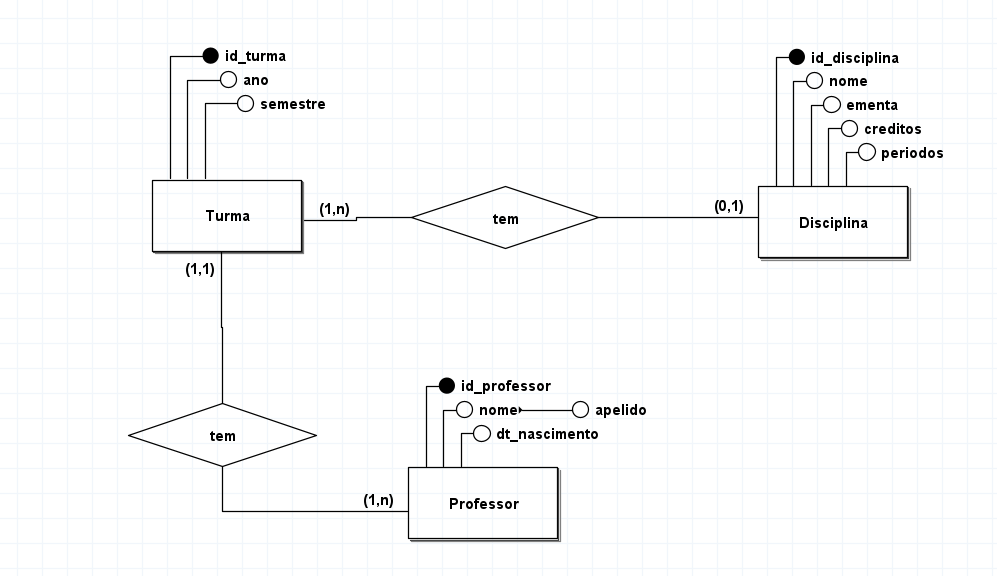 id_turma
ano
semestre
Turma
(1,n)
tem
(0,1)
id_disciplina
nome
ementa
creditos
periodos
Disciplina
(1,1)
tem
(1,n)
id_professor
nome
apelido
dt_nascimento
Professor